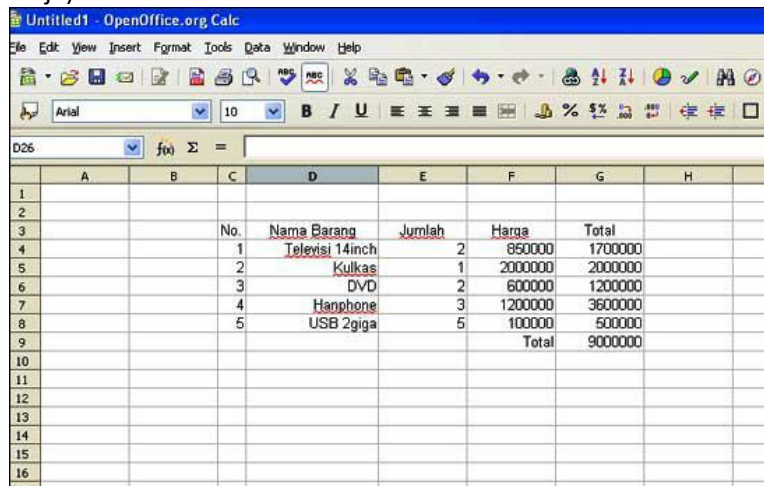 Untitled1 - OpenOffice.org Calc
File Edit View Insert Format Tools Data Window Help
Arial 10 B I U
D26 f(x) Σ =
A B C D E F G H
1
2
3 No. Nama Barang Jumlah Harga Total
4 1 Televisi 14inch 2 850000 1700000
5 2 Kulkas 1 2000000 2000000
6 3 DVD 2 600000 1200000
7 4 Hanphone 3 1200000 3600000
8 5 USB 2giga 5 100000 500000
9 Total 9000000
10
11
12
13
14
15
16